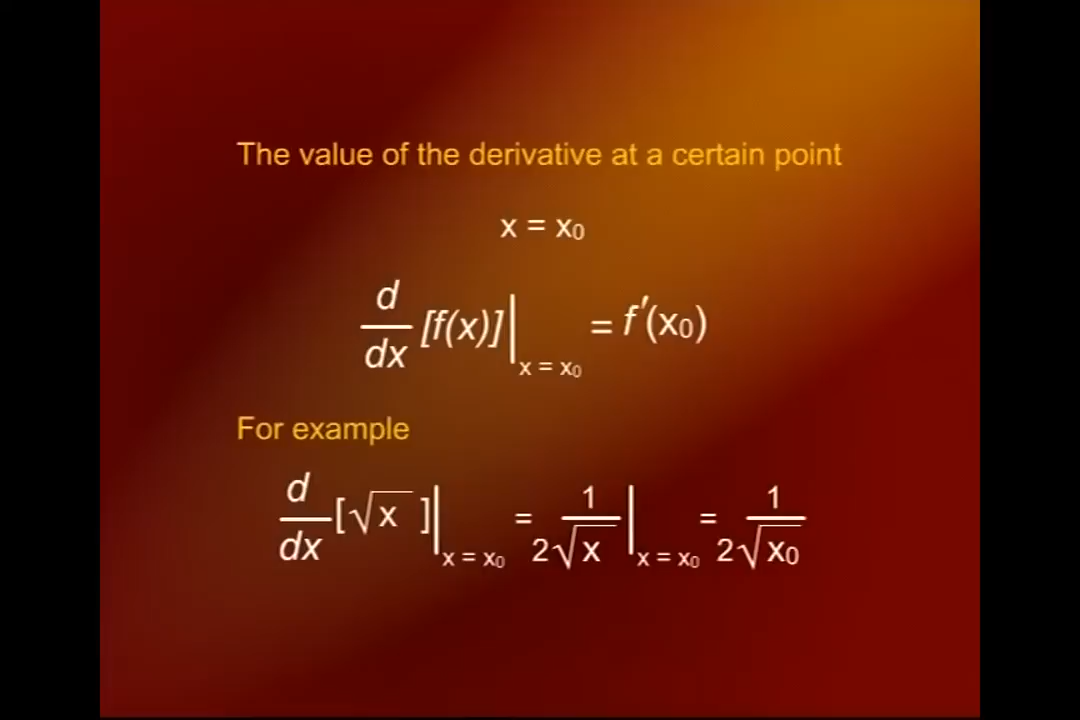 The value of the derivative at a certain point
x = x₀
d/dx [f(x)]|ₓ ₌ ₓ₀ = f′(x₀)
For example
d/dx [√x ]|ₓ ₌ ₓ₀ = 1/2√x |ₓ ₌ ₓ₀ = 1/2√x₀